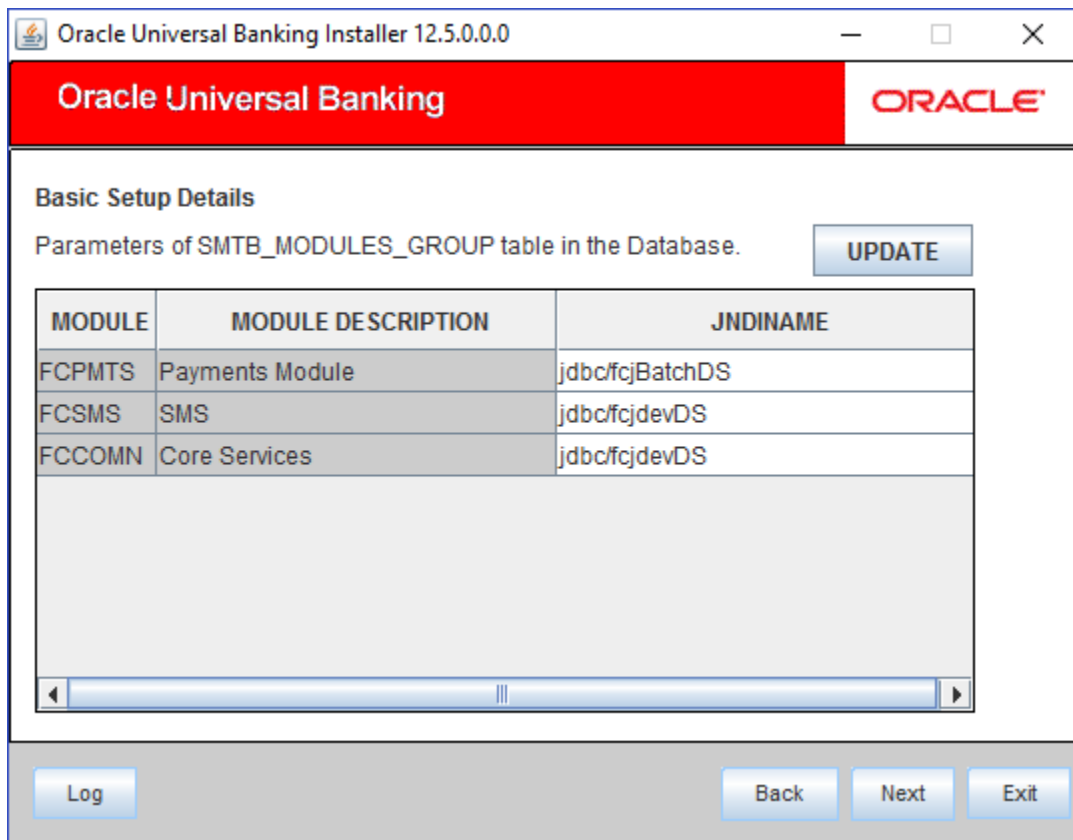 Oracle Universal Banking Installer 12.5.0.0.0
Oracle Universal Banking
ORACLE
Basic Setup Details
Parameters of SMTB_MODULES_GROUP table in the Database.
UPDATE
MODULE MODULE DESCRIPTION JNDINAME
FCPMTS Payments Module jdbc/fcjBatchDS
FCSMS SMS jdbc/fcjdevDS
FCCOMN Core Services jdbc/fcjdevDS
Log Back Next Exit